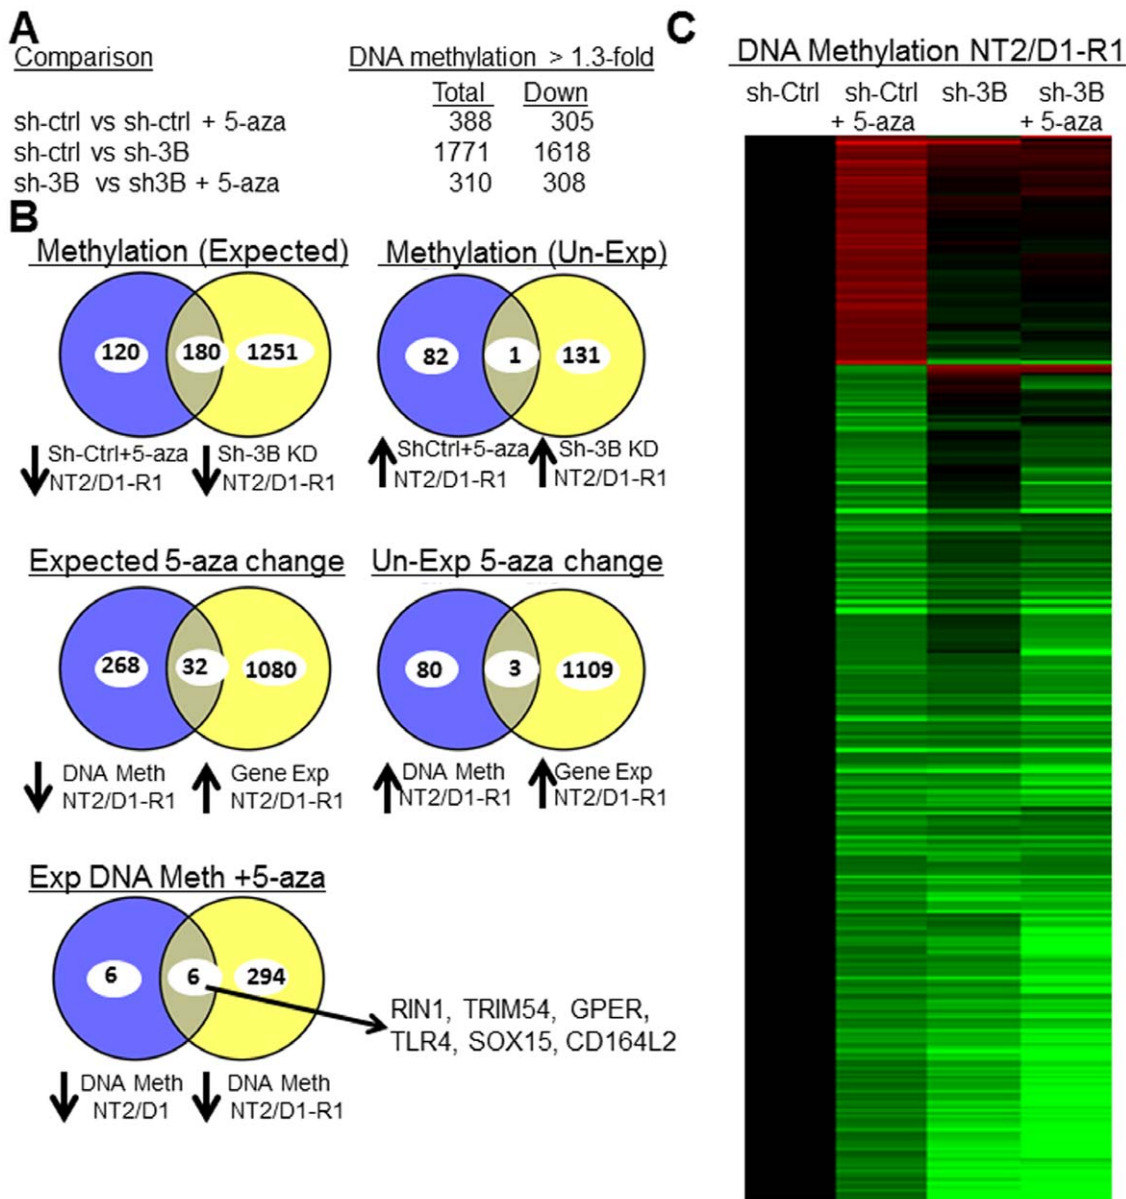 A
Comparison
DNA methylation > 1.3-fold
Total Down
sh-ctrl vs sh-ctrl + 5-aza 388 305
sh-ctrl vs sh-3B 1771 1618
sh-3B vs sh3B + 5-aza 310 308
B
Methylation (Expected)
120 180 1251
Sh-Ctrl+5-aza
NT2/D1-R1
Sh-3B KD
NT2/D1-R1
Methylation (Un-Exp)
82 1 131
ShCtrl+5-aza
NT2/D1-R1
Sh-3B KD
NT2/D1-R1
Expected 5-aza change
268 32 1080
DNA Meth
NT2/D1-R1
Gene Exp
NT2/D1-R1
Un-Exp 5-aza change
80 3 1109
DNA Meth
NT2/D1-R1
Gene Exp
NT2/D1-R1
Exp DNA Meth +5-aza
6 6 294
RIN1, TRIM54, GPER,
TLR4, SOX15, CD164L2
DNA Meth
NT2/D1
DNA Meth
NT2/D1-R1
C
DNA Methylation NT2/D1-R1
sh-Ctrl
sh-Ctrl
+ 5-aza
sh-3B
sh-3B
+ 5-aza